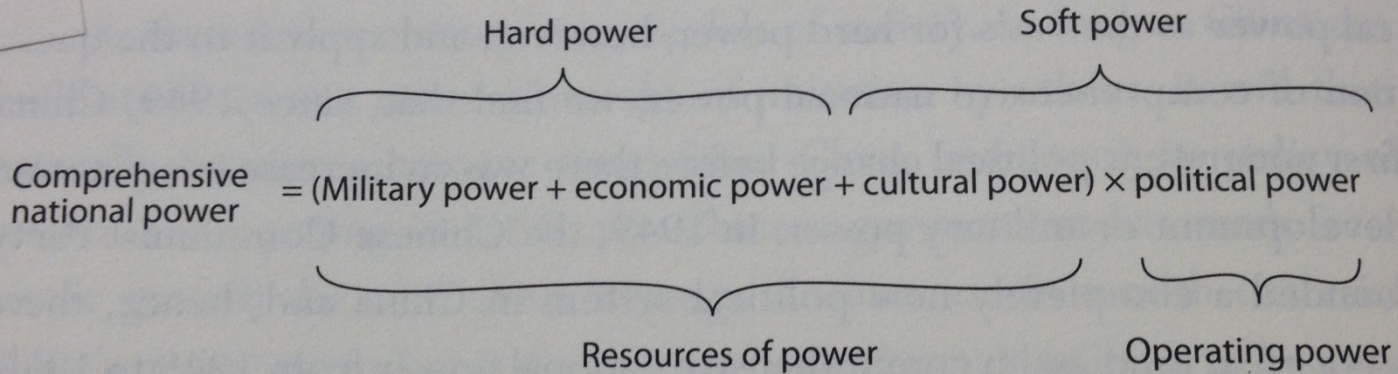 Hard power
Soft power
Comprehensive
national power
= (Military power + economic power + cultural power) × political power
Resources of power
Operating power